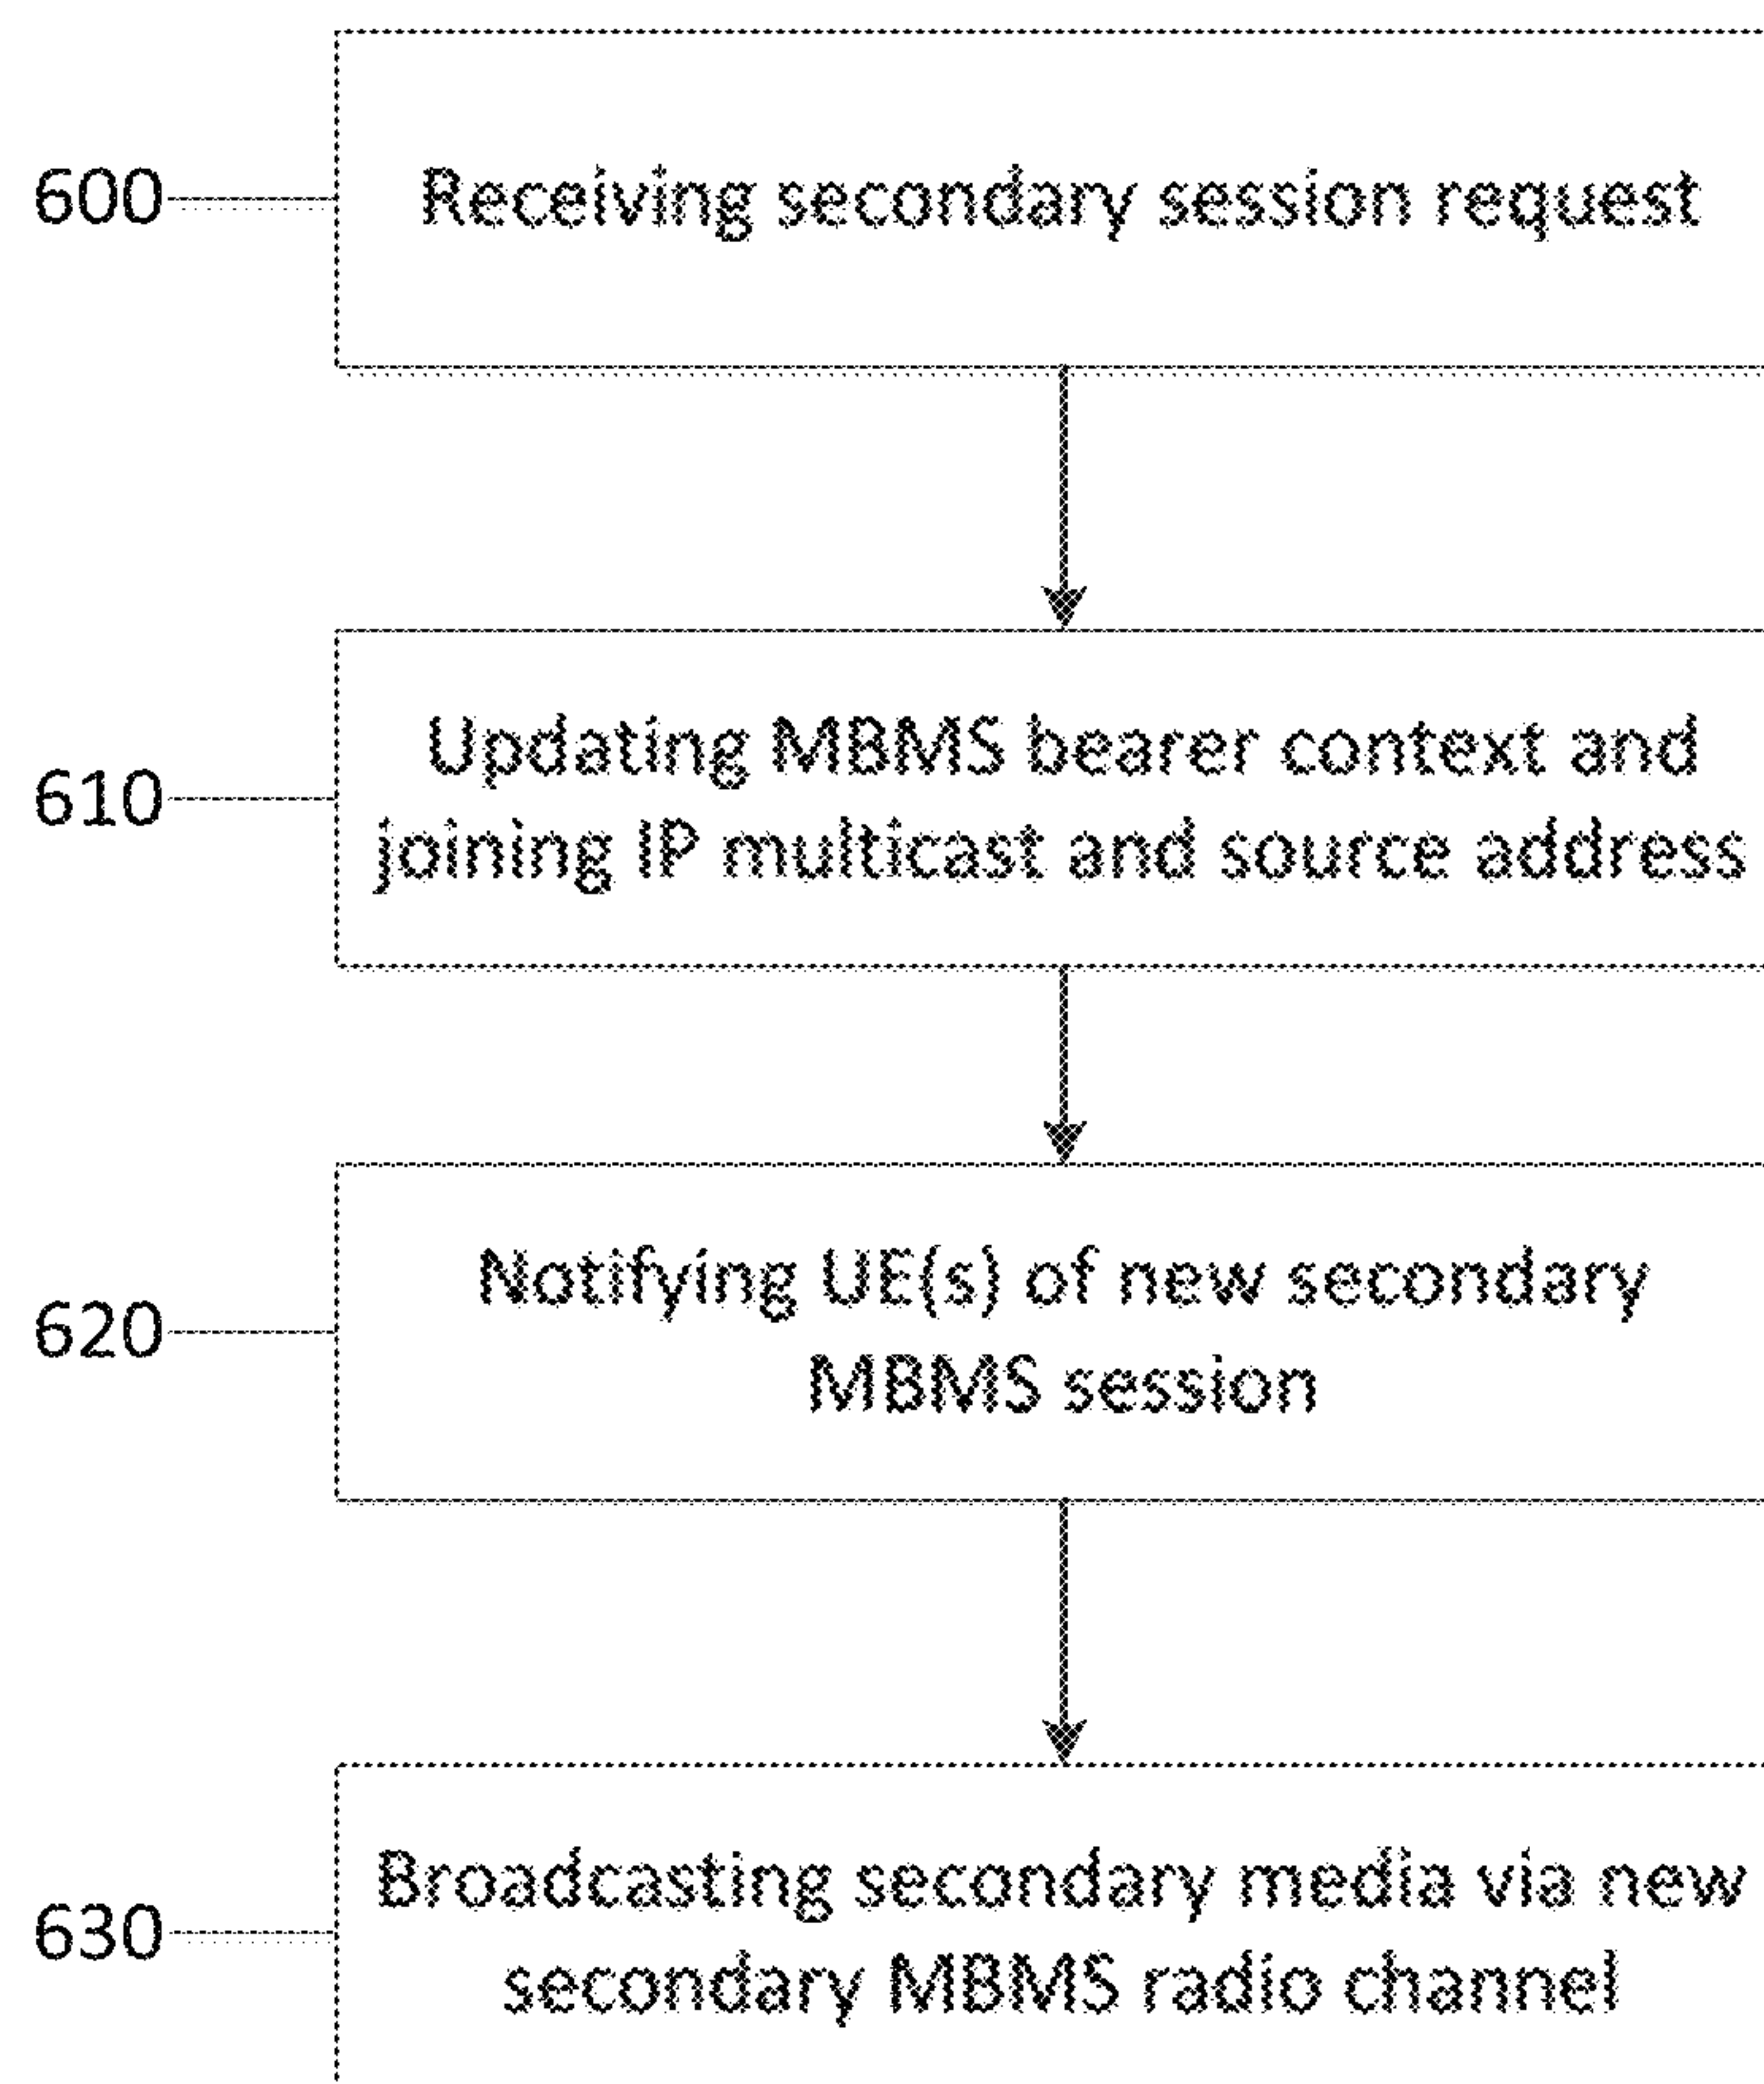 600
Receiving secondary session request
610
Updating MBMS bearer context and
joining IP multicast and source address
620
Notifying UE(s) of new secondary
MBMS session
630
Broadcasting secondary media via new
secondary MBMS radio channel